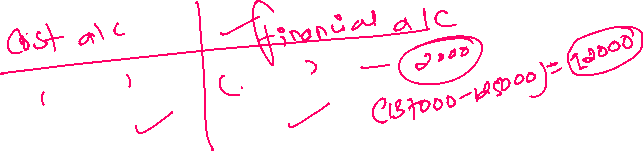 Cost a/c Financial a/c
( ) ( ) - 2000
(137000-125000)= 12000